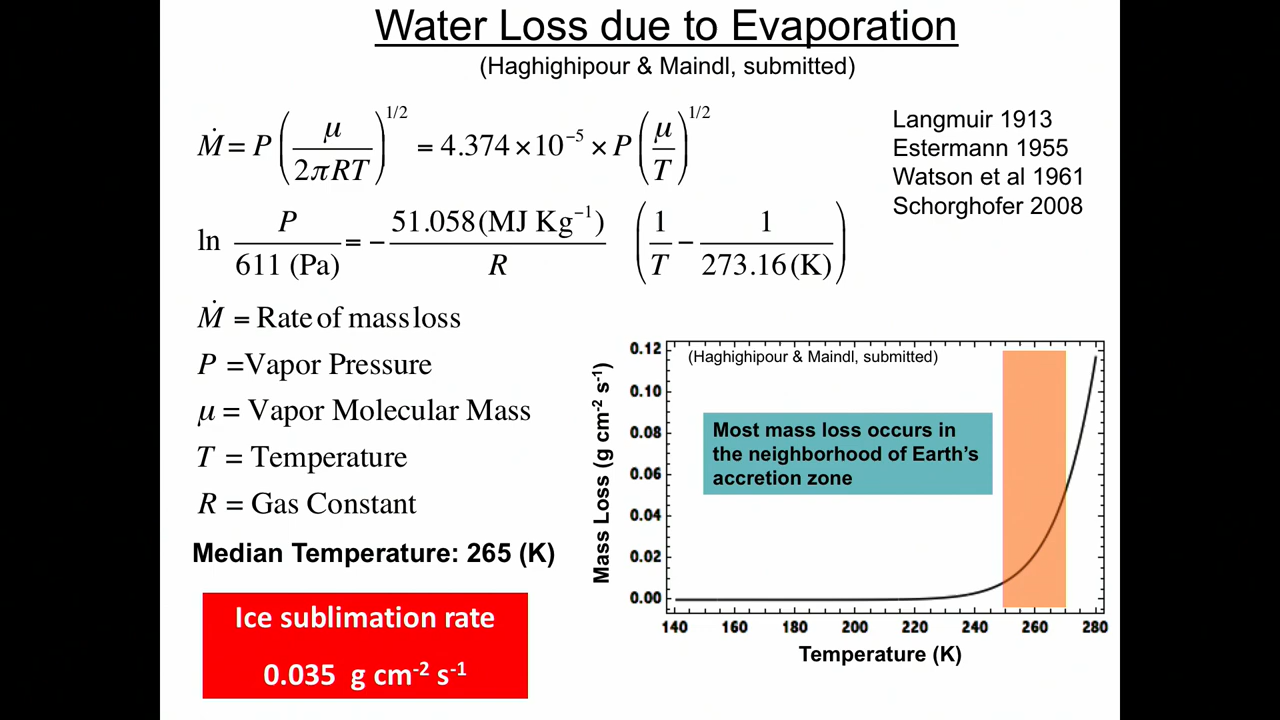 Water Loss due to Evaporation
(Haghighipour & Maindl, submitted)
Ṁ = P (μ / 2πRT)^1/2 = 4.374 × 10^−5 × P (μ / T)^1/2
Langmuir 1913
Estermann 1955
Watson et al 1961
Schorghofer 2008
ln P / 611 (Pa) = − 51.058 (MJ Kg^−1) / R (1 / T − 1 / 273.16 (K))
Ṁ = Rate of mass loss
P =Vapor Pressure
μ = Vapor Molecular Mass
T = Temperature
R = Gas Constant
Median Temperature: 265 (K)
Ice sublimation rate
0.035 g cm^-2 s^-1
(Haghighipour & Maindl, submitted)
Most mass loss occurs in
the neighborhood of Earth's
accretion zone
Mass Loss (g cm^-2 s^-1)
0.12
0.10
0.08
0.06
0.04
0.02
0.00
140 160 180 200 220 240 260 280
Temperature (K)